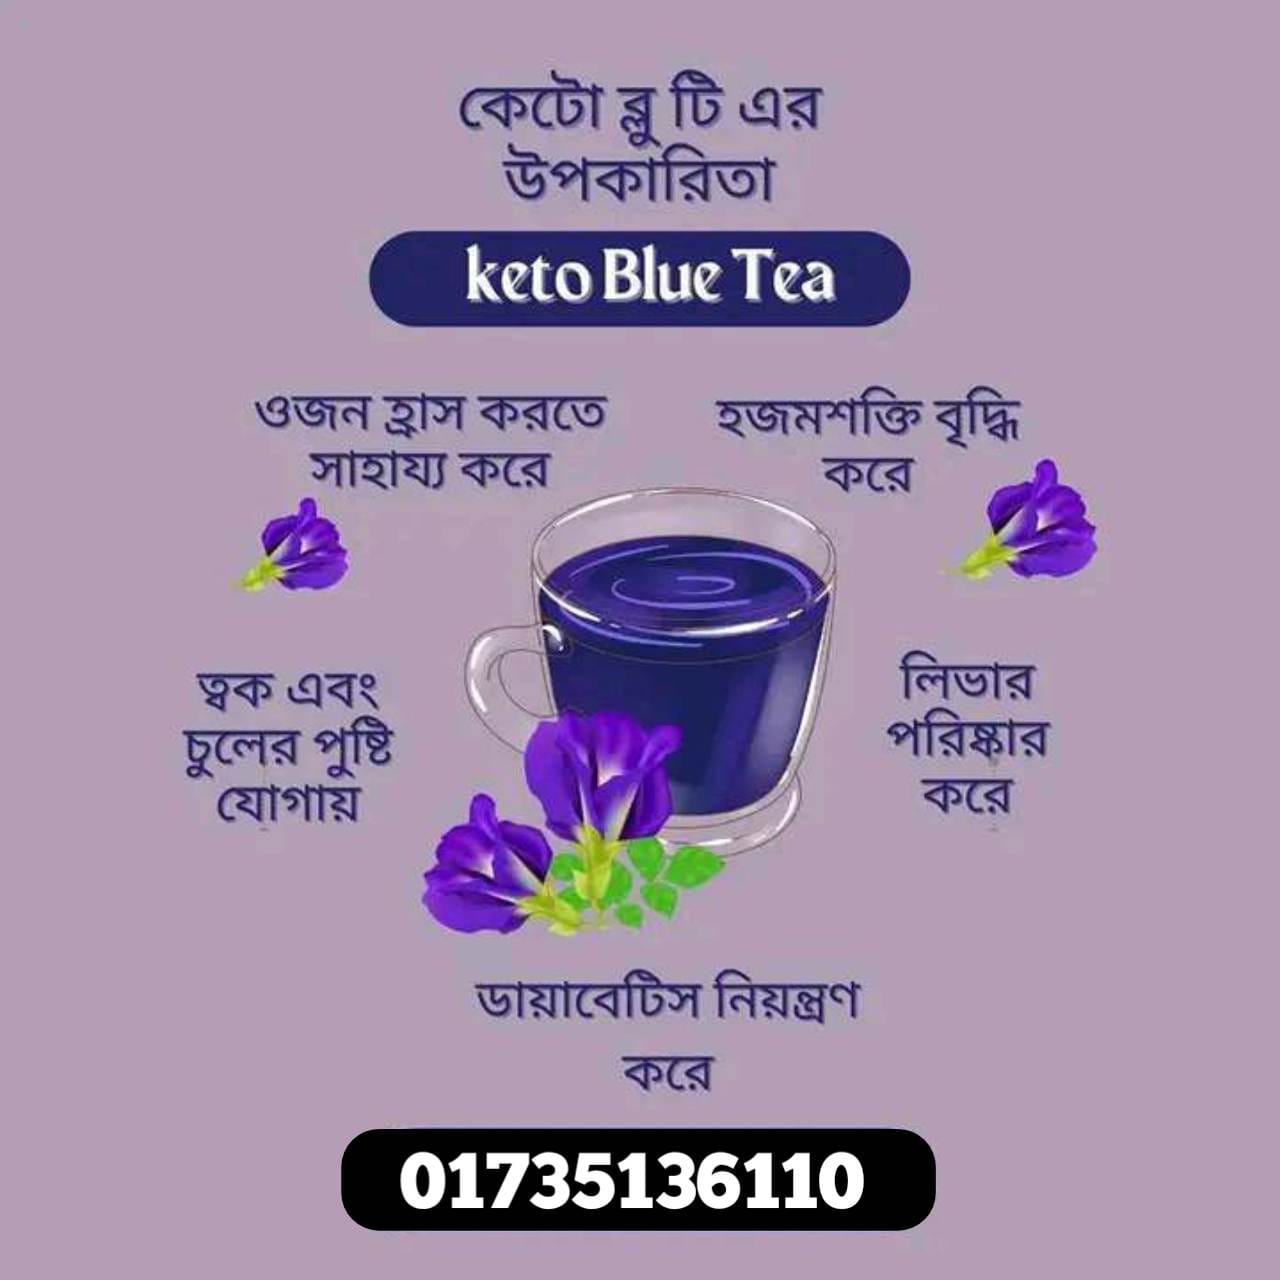 কেটো ব্লু টি এর
উপকারিতা
keto Blue Tea
ওজন হ্রাস করতে
সাহায্য করে
হজমশক্তি বৃদ্ধি
করে
ত্বক এবং
চুলের পুষ্টি
যোগায়
লিভার
পরিষ্কার
করে
ডায়াবেটিস নিয়ন্ত্রণ
করে
01735136110